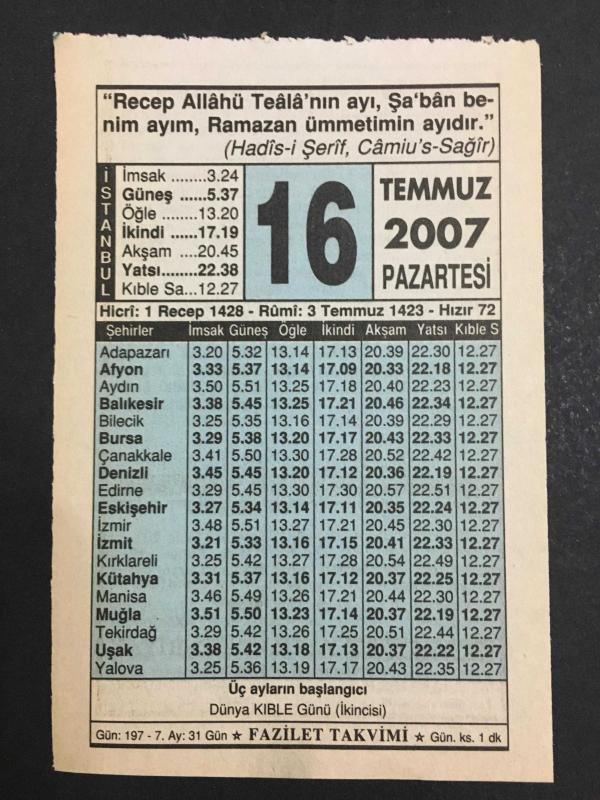 “Recep Allâhü Teâlâ’nın ayı, Şa‘bân be-
nim ayım, Ramazan ümmetimin ayıdır.”
(Hadîs-i Şerîf, Câmiu’s-Sağîr)
İSTANBUL
İmsak ........3.24
Güneş ......5.37
Öğle ........13.20
İkindi .....17.19
Akşam ....20.45
Yatsı........22.38
Kıble Sa...12.27
16
TEMMUZ
2007
PAZARTESİ
Hicrî: 1 Recep 1428 - Rûmî: 3 Temmuz 1423 - Hızır 72
Şehirler İmsak Güneş Öğle İkindi Akşam Yatsı Kıble S
Adapazarı 3.20 5.32 13.14 17.13 20.39 22.30 12.27
Afyon 3.33 5.37 13.14 17.09 20.33 22.18 12.27
Aydın 3.50 5.51 13.25 17.18 20.40 22.23 12.27
Balıkesir 3.38 5.45 13.25 17.21 20.46 22.34 12.27
Bilecik 3.25 5.35 13.16 17.14 20.39 22.29 12.27
Bursa 3.29 5.38 13.20 17.17 20.43 22.33 12.27
Çanakkale 3.41 5.50 13.30 17.28 20.52 22.42 12.27
Denizli 3.45 5.45 13.20 17.12 20.36 22.19 12.27
Edirne 3.29 5.45 13.30 17.30 20.57 22.51 12.27
Eskişehir 3.27 5.34 13.14 17.11 20.35 22.24 12.27
İzmir 3.48 5.51 13.27 17.21 20.45 22.30 12.27
İzmit 3.21 5.33 13.16 17.15 20.41 22.33 12.27
Kırklareli 3.25 5.42 13.27 17.28 20.54 22.49 12.27
Kütahya 3.31 5.37 13.16 17.12 20.37 22.25 12.27
Manisa 3.46 5.49 13.26 17.21 20.44 22.30 12.27
Muğla 3.51 5.50 13.23 17.14 20.37 22.19 12.27
Tekirdağ 3.29 5.42 13.26 17.25 20.51 22.44 12.27
Uşak 3.38 5.42 13.18 17.13 20.37 22.22 12.27
Yalova 3.25 5.36 13.19 17.17 20.43 22.35 12.27
Üç ayların başlangıcı
Dünya KIBLE Günü (İkincisi)
Gün: 197 - 7. Ay: 31 Gün ★ FAZİLET TAKVİMİ ★ Gün. ks. 1 dk